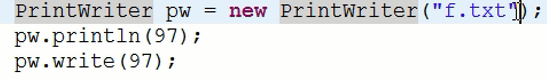 PrintWriter pw = new PrintWriter("f.txt");
pw.println(97);
pw.write(97);